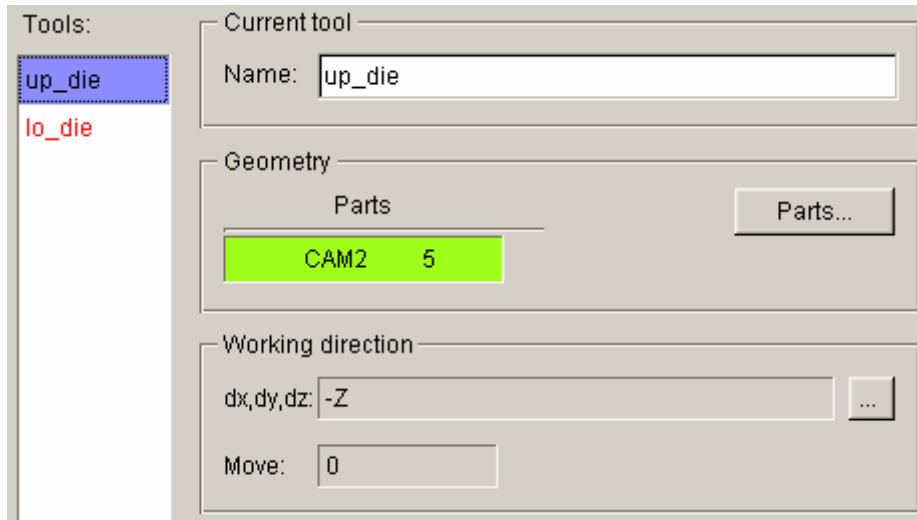 Tools:
up_die
lo_die
Current tool
Name: up_die
Geometry
Parts
Parts...
CAM2 5
Working direction
dx,dy,dz: -Z
...
Move: 0